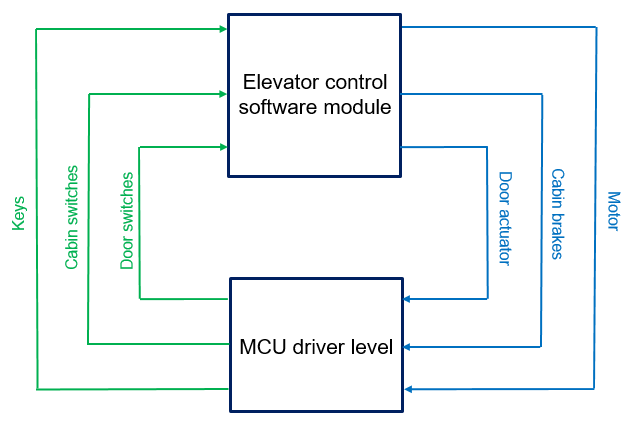 Elevator control
software module
Keys
Cabin switches
Door switches
Door actuator
Cabin brakes
Motor
MCU driver level